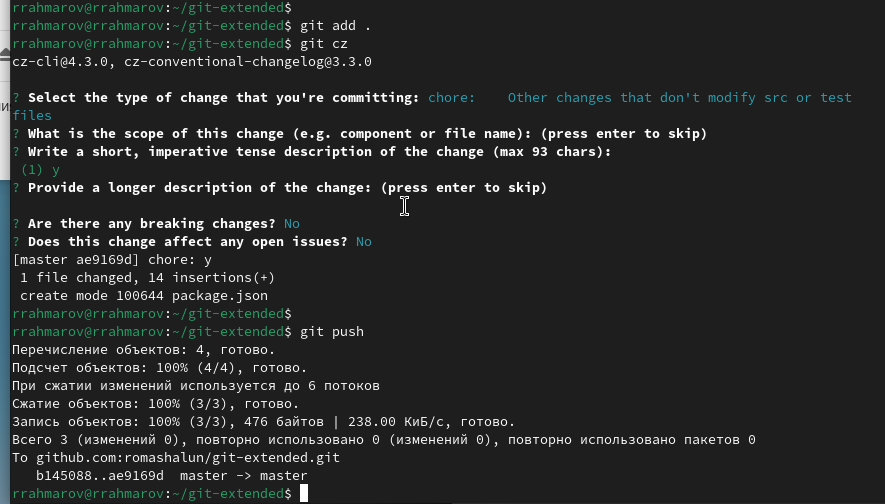 rrahmarov@rrahmarov:~/git-extended$
rrahmarov@rrahmarov:~/git-extended$ git add .
rrahmarov@rrahmarov:~/git-extended$ git cz
cz-cli@4.3.0, cz-conventional-changelog@3.3.0
? Select the type of change that you're committing: chore:    Other changes that don't modify src or test
files
? What is the scope of this change (e.g. component or file name): (press enter to skip)
? Write a short, imperative tense description of the change (max 93 chars):
 (1) y
? Provide a longer description of the change: (press enter to skip)
? Are there any breaking changes? No
? Does this change affect any open issues? No
[master ae9169d] chore: y
 1 file changed, 14 insertions(+)
 create mode 100644 package.json
rrahmarov@rrahmarov:~/git-extended$
rrahmarov@rrahmarov:~/git-extended$ git push
Перечисление объектов: 4, готово.
Подсчет объектов: 100% (4/4), готово.
При сжатии изменений используется до 6 потоков
Сжатие объектов: 100% (3/3), готово.
Запись объектов: 100% (3/3), 476 байтов | 238.00 КиБ/с, готово.
Всего 3 (изменений 0), повторно использовано 0 (изменений 0), повторно использовано пакетов 0
To github.com:romashalun/git-extended.git
   b145088..ae9169d  master -> master
rrahmarov@rrahmarov:~/git-extended$